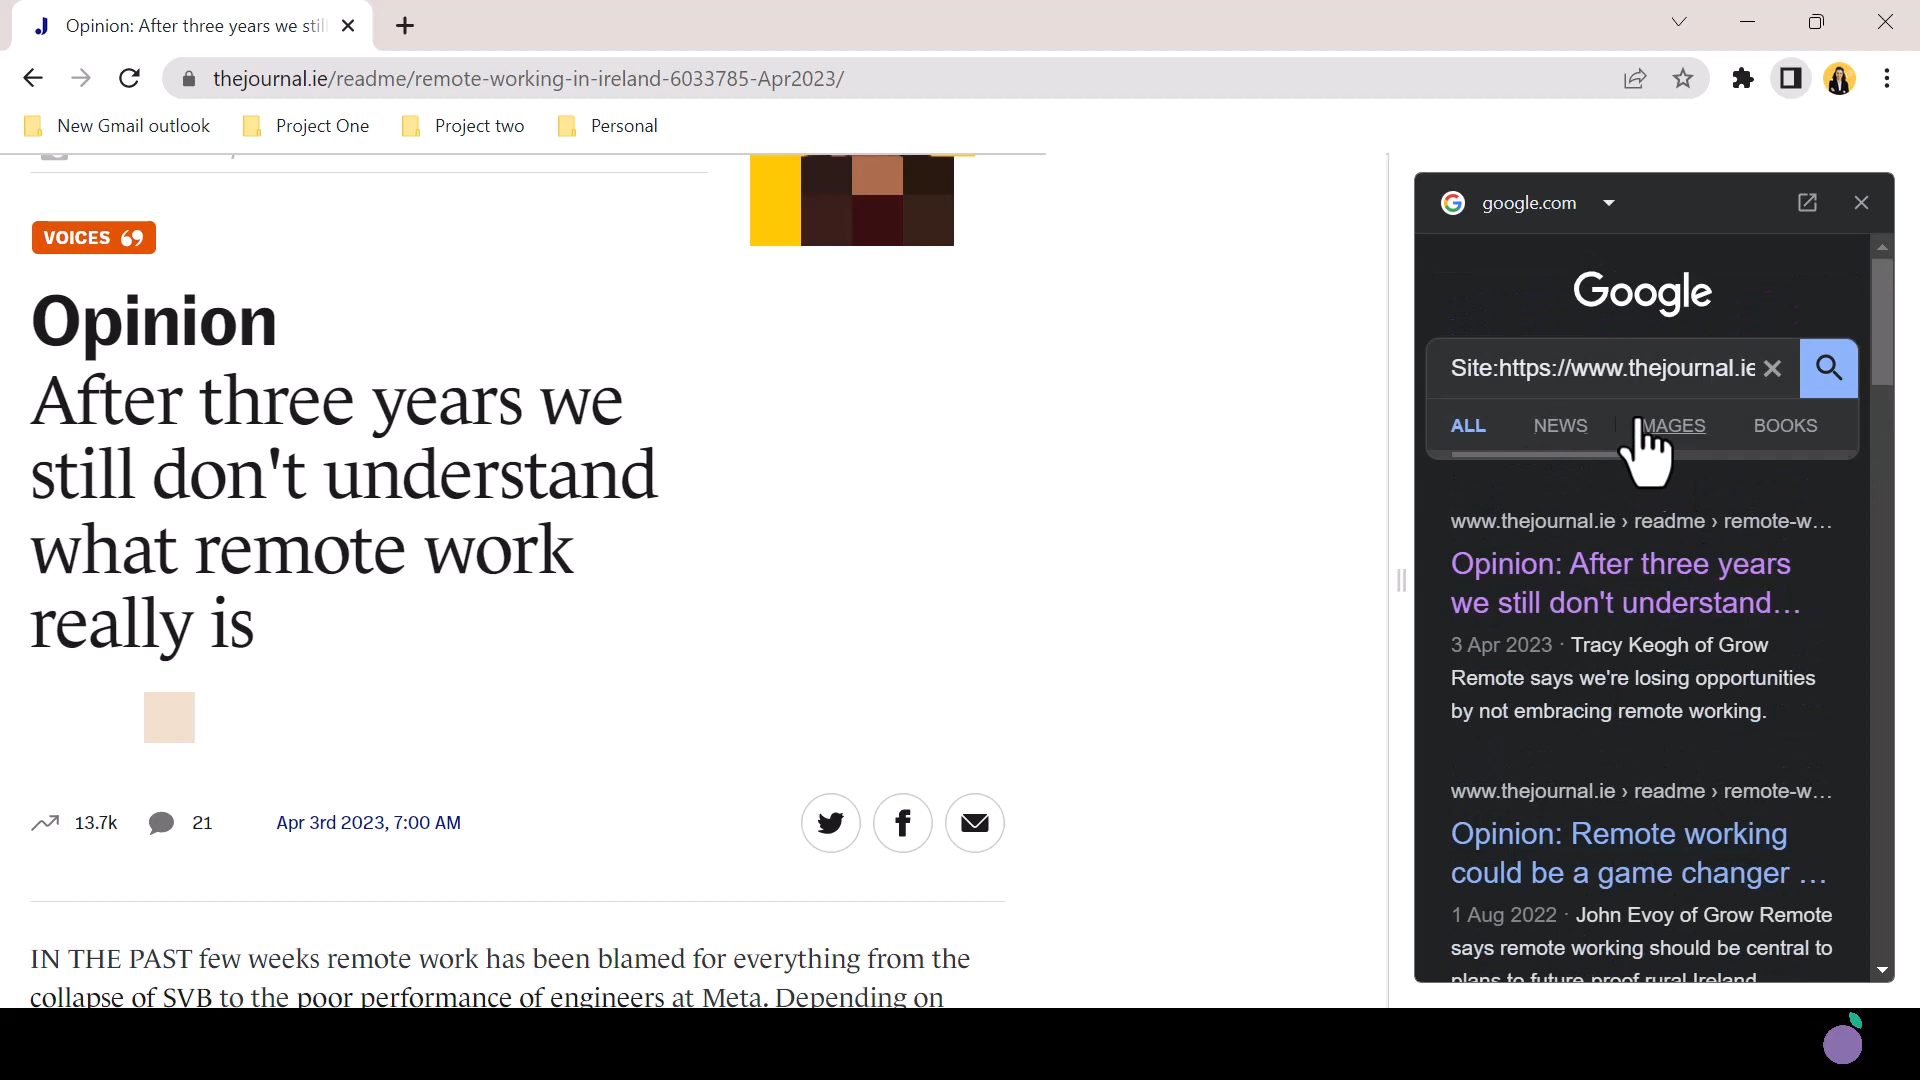 Opinion: After three years we still
thejournal.ie/readme/remote-working-in-ireland-6033785-Apr2023/
New Gmail outlook
Project One
Project two
Personal
VOICES
Opinion
After three years we
still don't understand
what remote work
really is
13.7k
21
Apr 3rd 2023, 7:00 AM
IN THE PAST few weeks remote work has been blamed for everything from the
collapse of SVB to the poor performance of engineers at Meta. Depending on
google.com
Google
Site:https://www.thejournal.ie
ALL NEWS IMAGES BOOKS
www.thejournal.ie › readme › remote-w...
Opinion: After three years
we still don't understand...
3 Apr 2023 · Tracy Keogh of Grow
Remote says we're losing opportunities
by not embracing remote working.
www.thejournal.ie › readme › remote-w...
Opinion: Remote working
could be a game changer ...
1 Aug 2022 · John Evoy of Grow Remote
says remote working should be central to
plans to future-proof rural Ireland